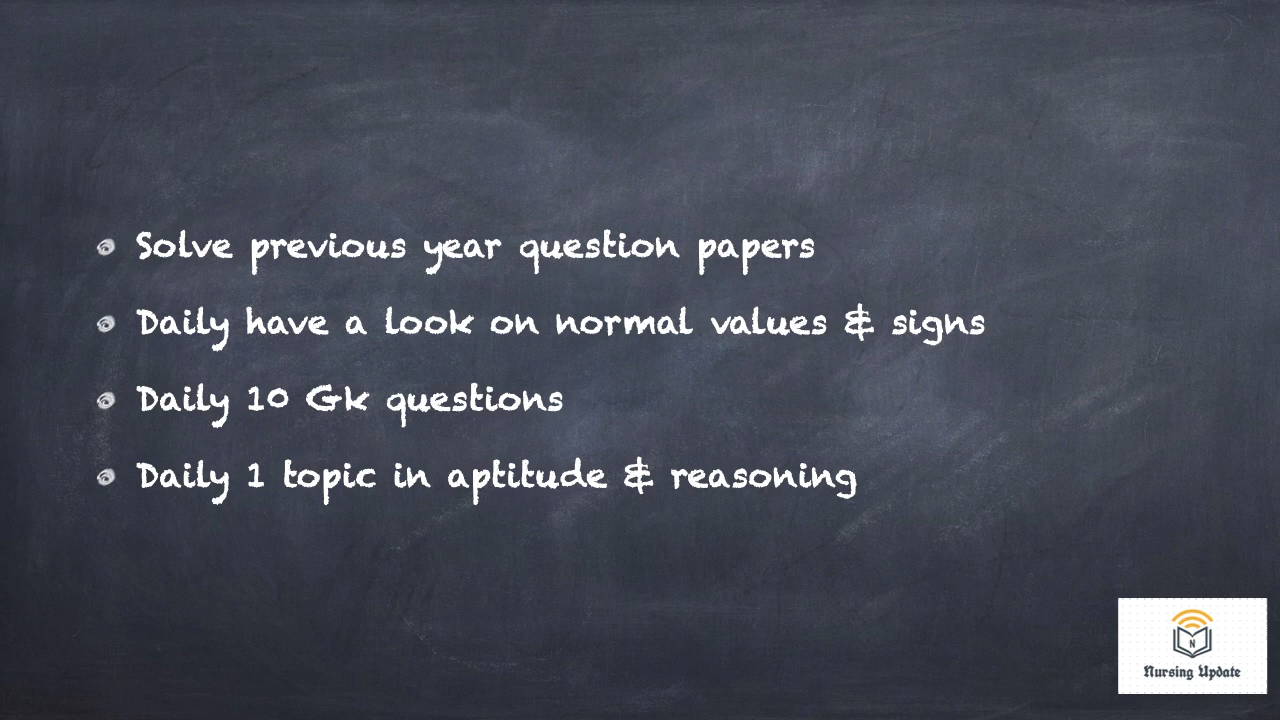 Solve previous year question papers
Daily have a look on normal values & signs
Daily 10 Gk questions
Daily 1 topic in aptitude & reasoning
N
Nursing Update